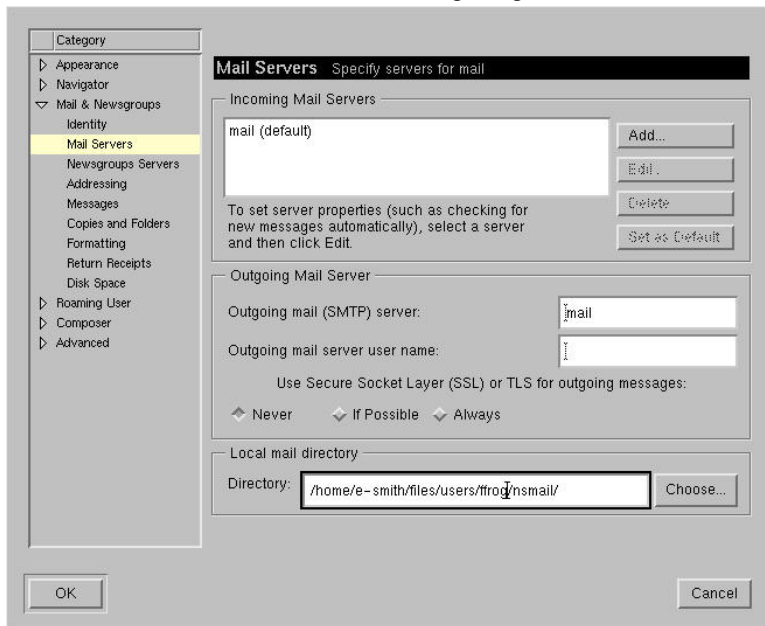 Category
Appearance
Navigator
Mail & Newsgroups
Identity
Mail Servers
Newsgroups Servers
Addressing
Messages
Copies and Folders
Formatting
Return Receipts
Disk Space
Roaming User
Composer
Advanced
Mail Servers Specify servers for mail
Incoming Mail Servers
mail (default)
Add...
Edit...
Delete
Set as Default
To set server properties (such as checking for
new messages automatically), select a server
and then click Edit.
Outgoing Mail Server
Outgoing mail (SMTP) server:
mail
Outgoing mail server user name:
Use Secure Socket Layer (SSL) or TLS for outgoing messages:
Never If Possible Always
Local mail directory
Directory: /home/e-smith/files/users/ffrog/nsmail/ Choose...
OK
Cancel